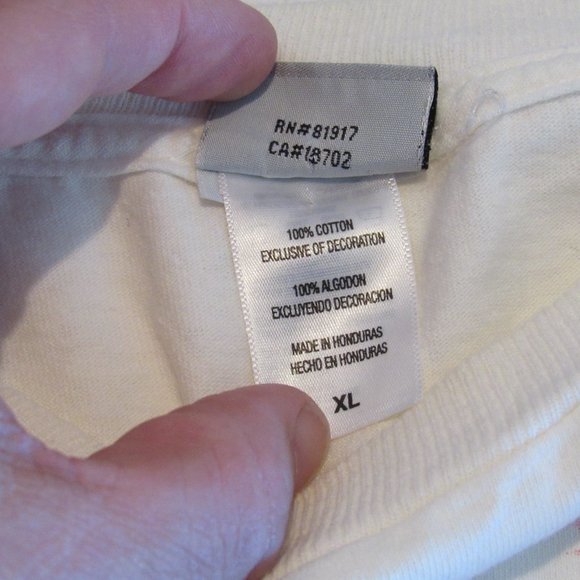 RN#81917
CA#18702
100% COTTON
EXCLUSIVE OF DECORATION
100% ALGODON
EXCLUYENDO DECORACION
MADE IN HONDURAS
HECHO EN HONDURAS
XL